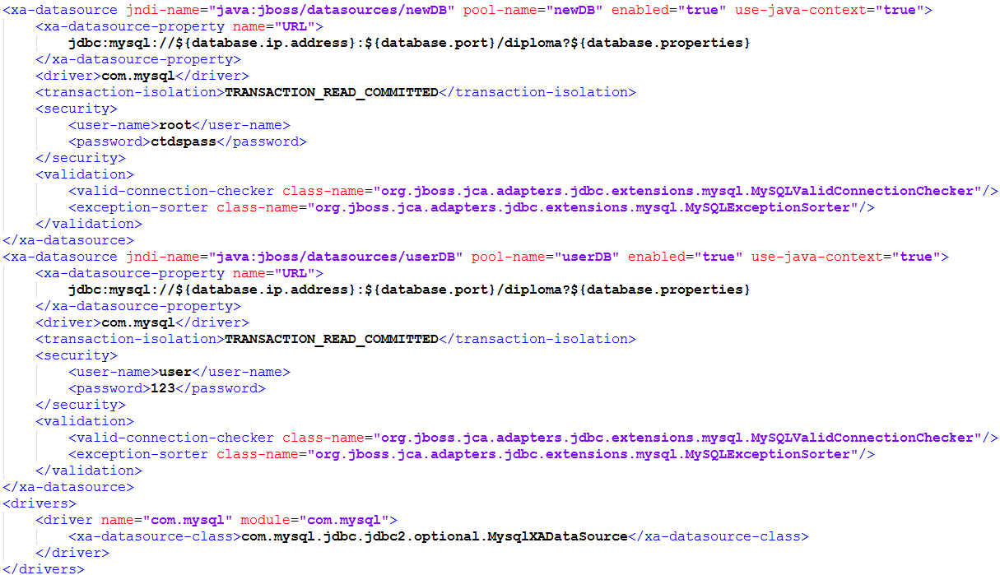 <xa-datasource jndi-name="java:jboss/datasources/newDB" pool-name="newDB" enabled="true" use-java-context="true">
    <xa-datasource-property name="URL">
        jdbc:mysql://${database.ip.address}:${database.port}/diploma?${database.properties}
    </xa-datasource-property>
    <driver>com.mysql</driver>
    <transaction-isolation>TRANSACTION_READ_COMMITTED</transaction-isolation>
    <security>
        <user-name>root</user-name>
        <password>ctdspass</password>
    </security>
    <validation>
        <valid-connection-checker class-name="org.jboss.jca.adapters.jdbc.extensions.mysql.MySQLValidConnectionChecker"/>
        <exception-sorter class-name="org.jboss.jca.adapters.jdbc.extensions.mysql.MySQLExceptionSorter"/>
    </validation>
</xa-datasource>
<xa-datasource jndi-name="java:jboss/datasources/userDB" pool-name="userDB" enabled="true" use-java-context="true">
    <xa-datasource-property name="URL">
        jdbc:mysql://${database.ip.address}:${database.port}/diploma?${database.properties}
    </xa-datasource-property>
    <driver>com.mysql</driver>
    <transaction-isolation>TRANSACTION_READ_COMMITTED</transaction-isolation>
    <security>
        <user-name>user</user-name>
        <password>123</password>
    </security>
    <validation>
        <valid-connection-checker class-name="org.jboss.jca.adapters.jdbc.extensions.mysql.MySQLValidConnectionChecker"/>
        <exception-sorter class-name="org.jboss.jca.adapters.jdbc.extensions.mysql.MySQLExceptionSorter"/>
    </validation>
</xa-datasource>
<drivers>
    <driver name="com.mysql" module="com.mysql">
        <xa-datasource-class>com.mysql.jdbc.jdbc2.optional.MysqlXADataSource</xa-datasource-class>
    </driver>
</drivers>